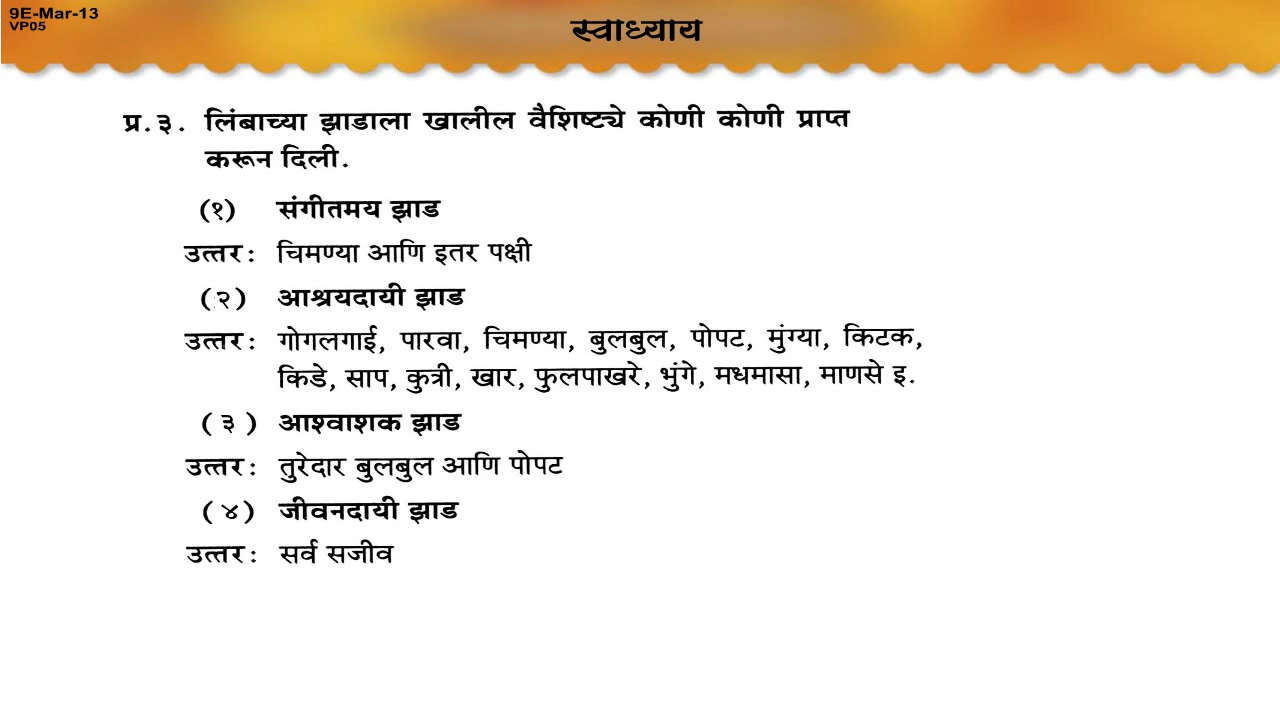 9E-Mar-13
VP05
स्वाध्याय
प्र.३. लिंबाच्या झाडाला खालील वैशिष्ट्ये कोणी कोणी प्राप्त
करून दिली.
(१) संगीतमय झाड
उत्तर: चिमण्या आणि इतर पक्षी
(२) आश्रयदायी झाड
उत्तर: गोगलगाई, पारवा, चिमण्या, बुलबुल, पोपट, मुंग्या, किटक,
किडे, साप, कुत्री, खार, फुलपाखरे, भुंगे, मधमासा, माणसे इ.
(३) आश्वाशक झाड
उत्तर: तुरेदार बुलबुल आणि पोपट
(४) जीवनदायी झाड
उत्तर: सर्व सजीव